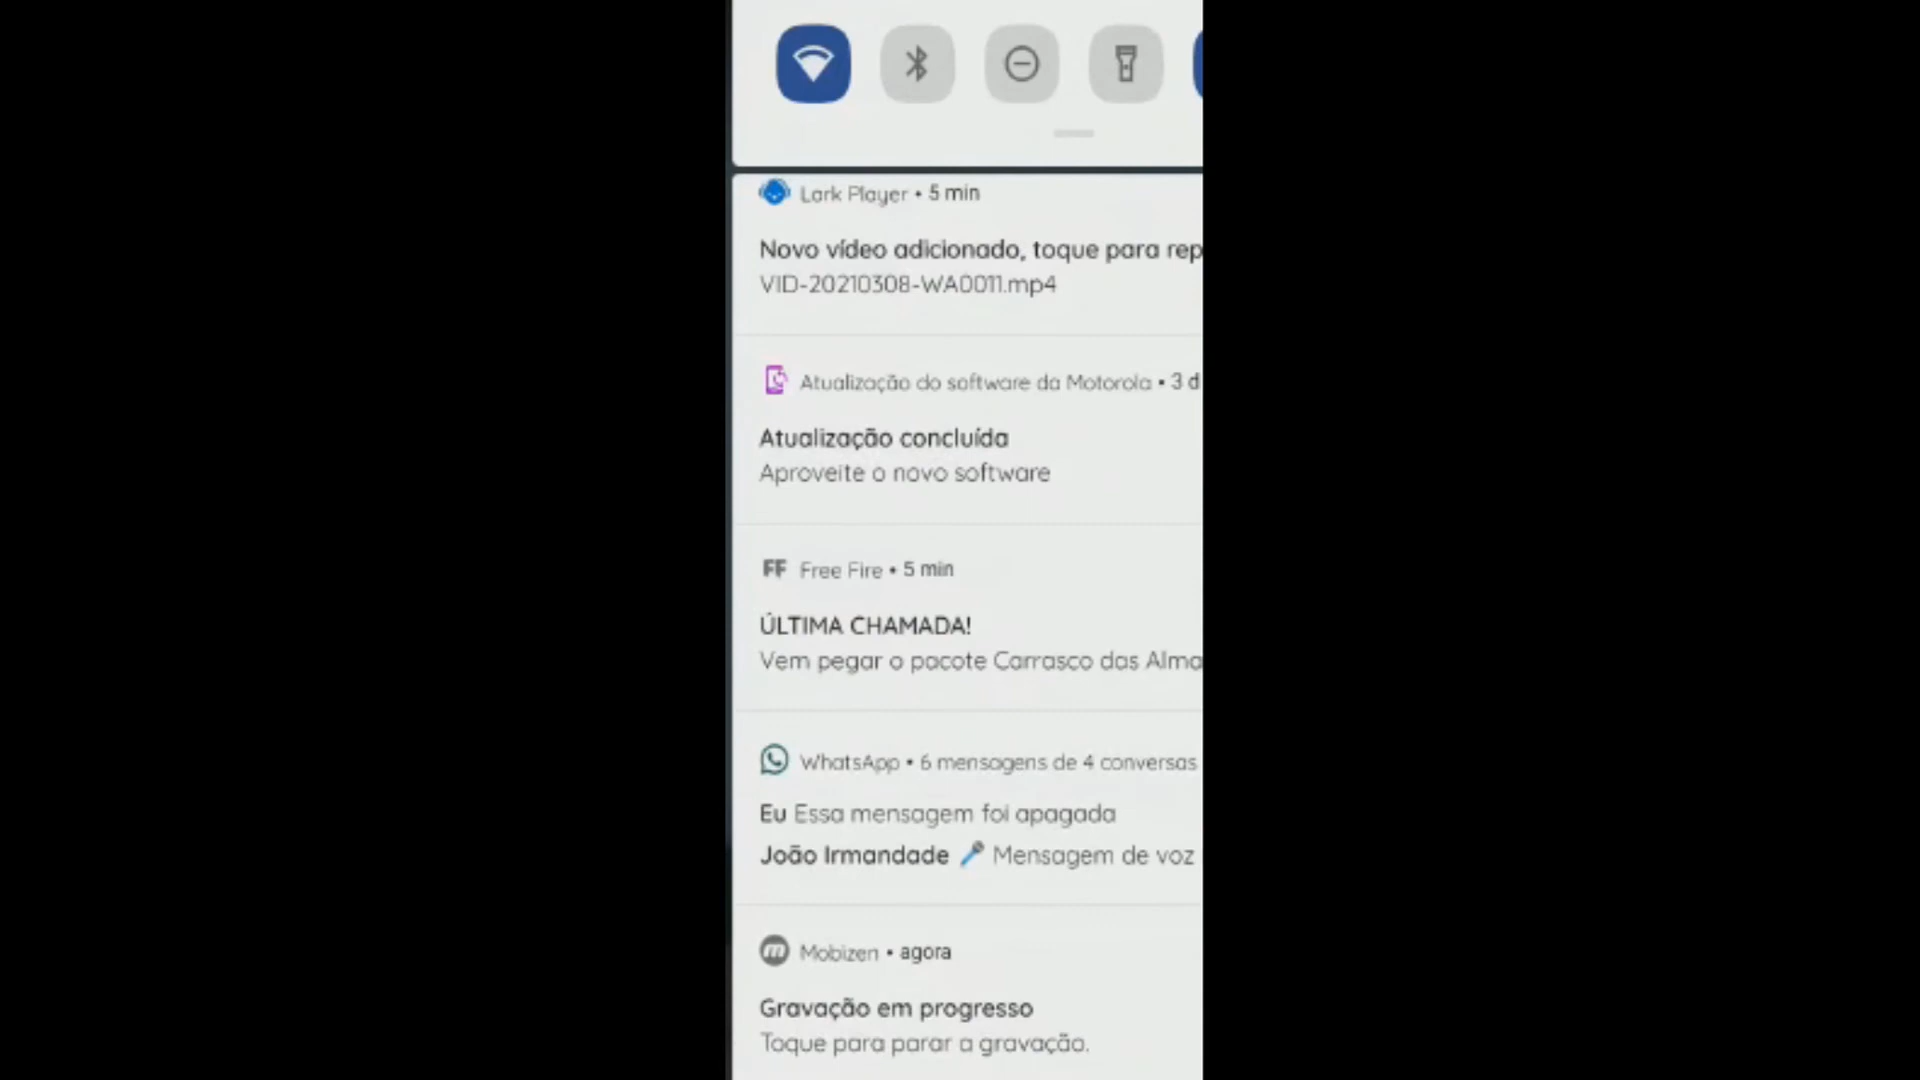 Lark Player • 5 min
Novo vídeo adicionado, toque para rep
VID-20210308-WA0011.mp4
Atualização do software da Motorola • 3 d
Atualização concluída
Aproveite o novo software
FF Free Fire • 5 min
ÚLTIMA CHAMADA!
Vem pegar o pacote Carrasco das Alma
WhatsApp • 6 mensagens de 4 conversas
Eu Essa mensagem foi apagada
João Irmandade 🎤 Mensagem de voz
Mobizen • agora
Gravação em progresso
Toque para parar a gravação.